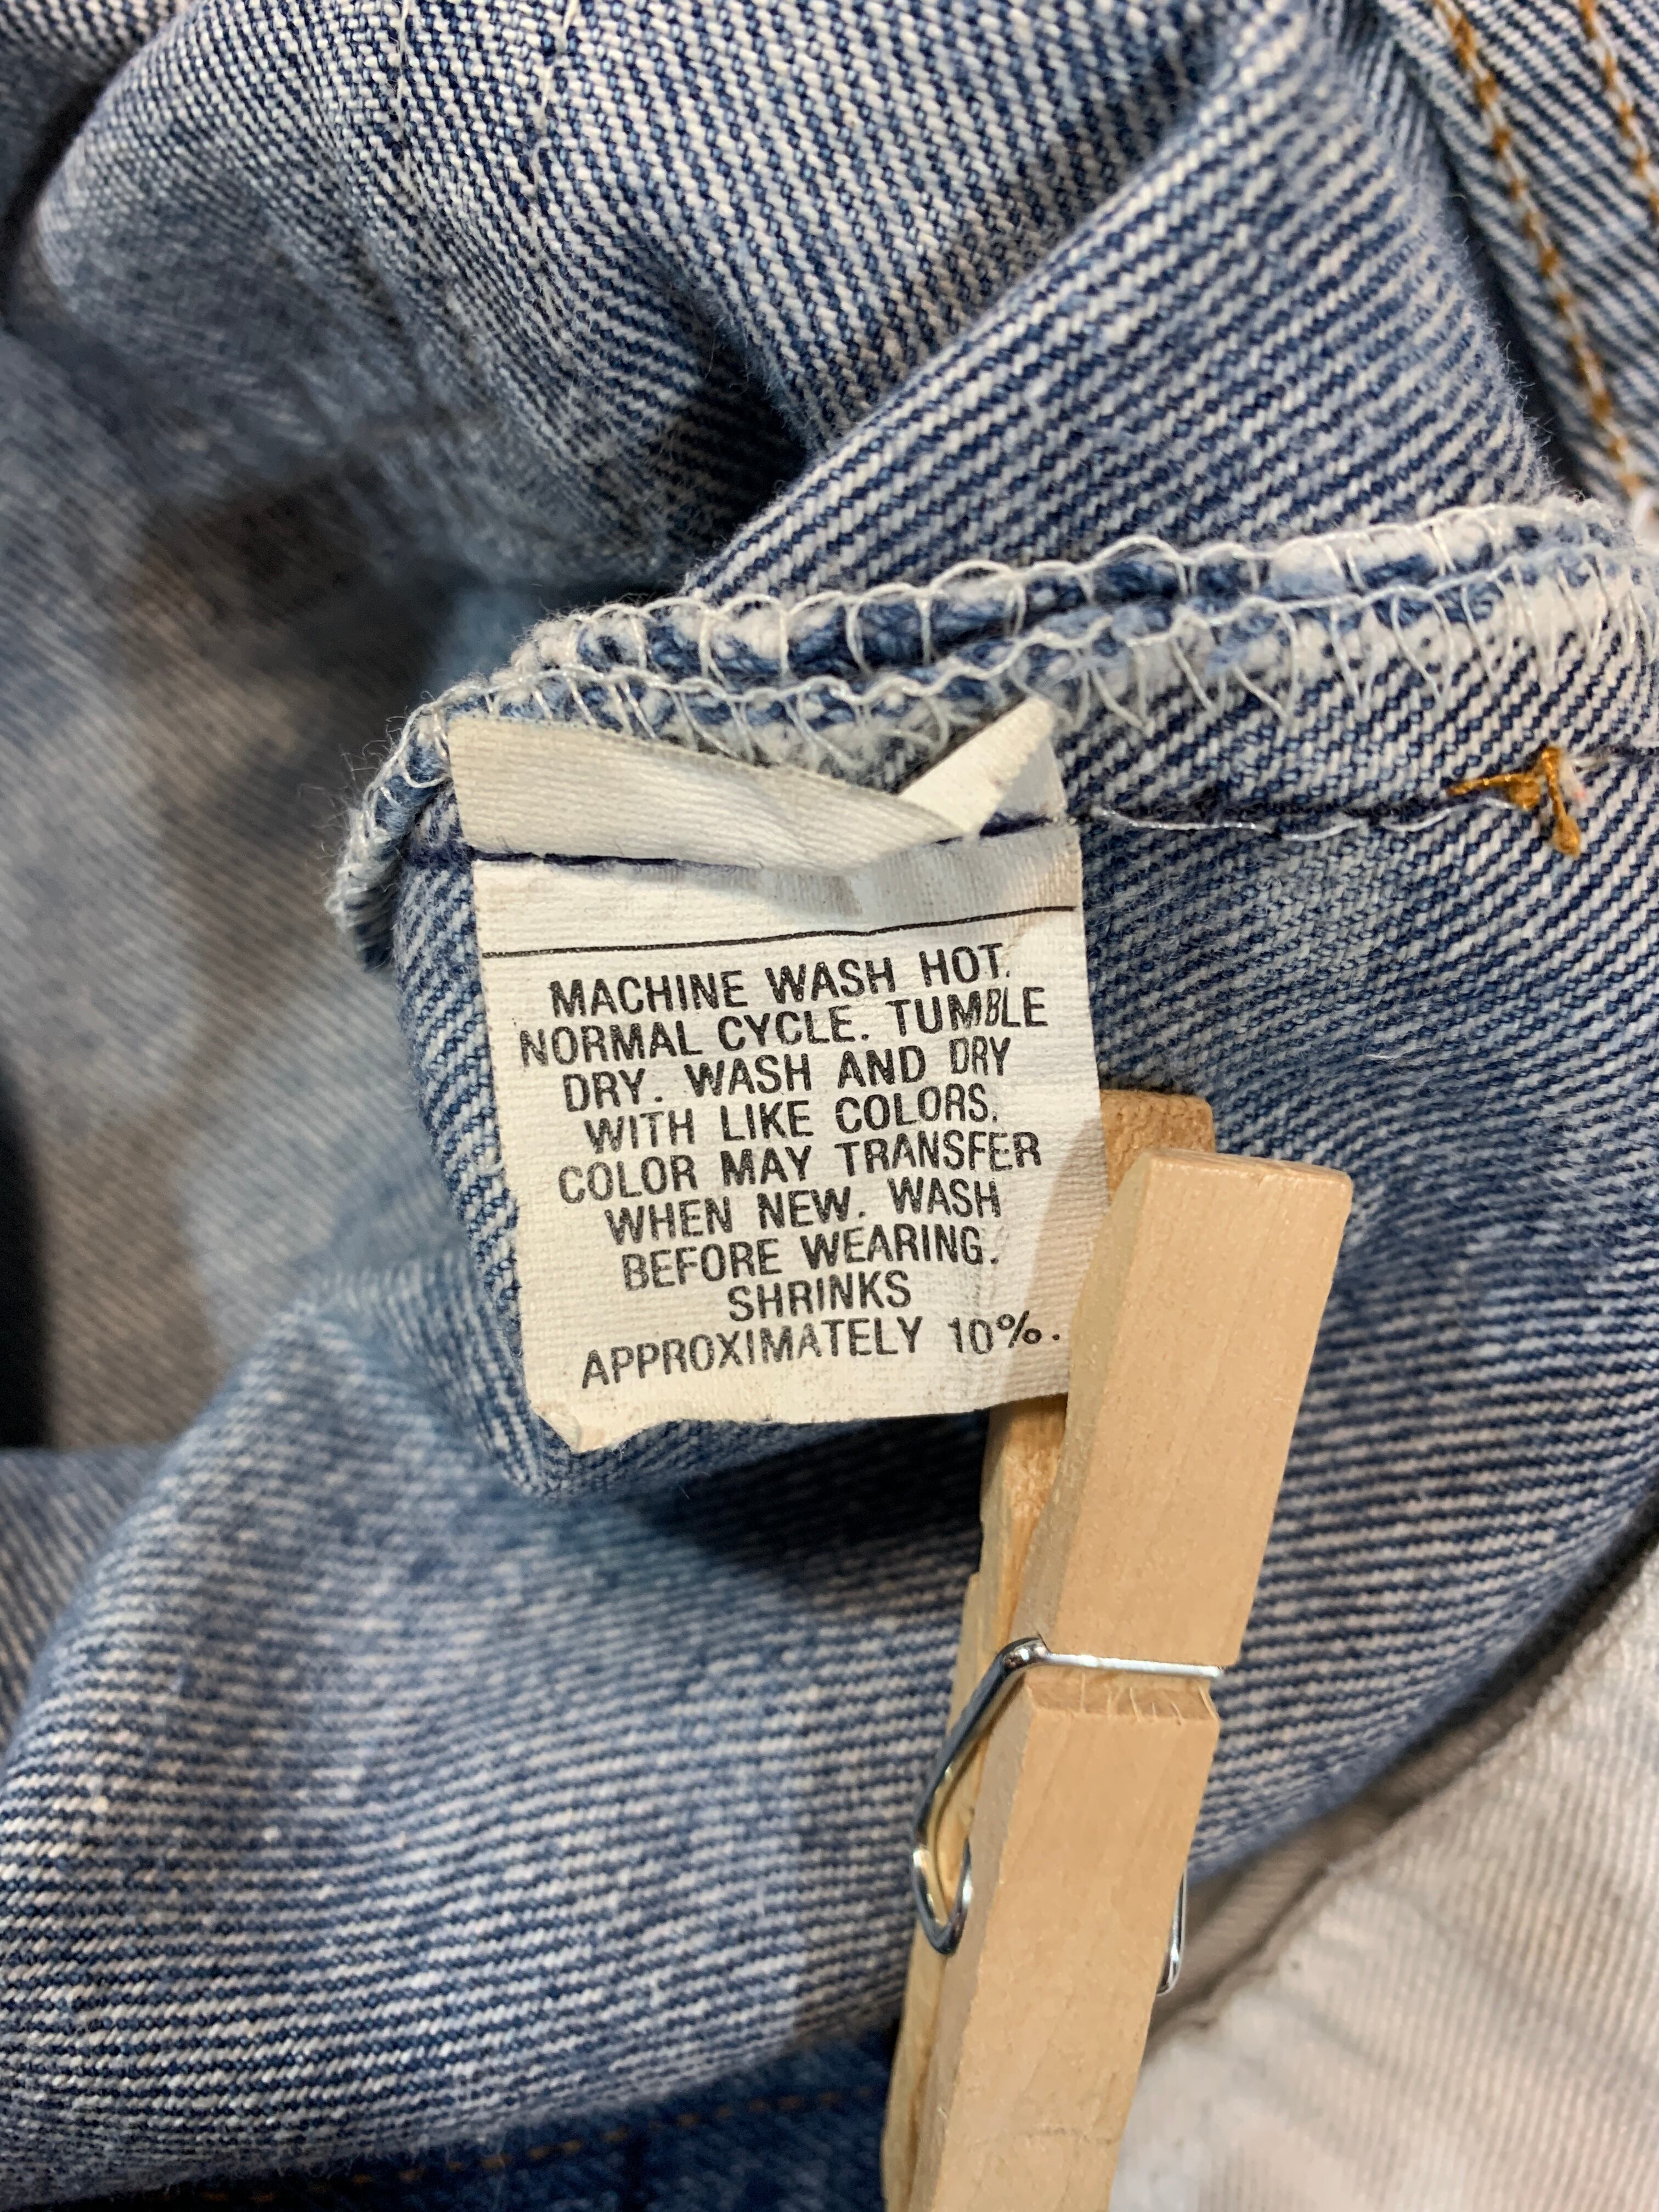 MACHINE WASH HOT.
NORMAL CYCLE. TUMBLE
DRY. WASH AND DRY
WITH LIKE COLORS.
COLOR MAY TRANSFER
WHEN NEW. WASH
BEFORE WEARING.
SHRINKS
APPROXIMATELY 10%.